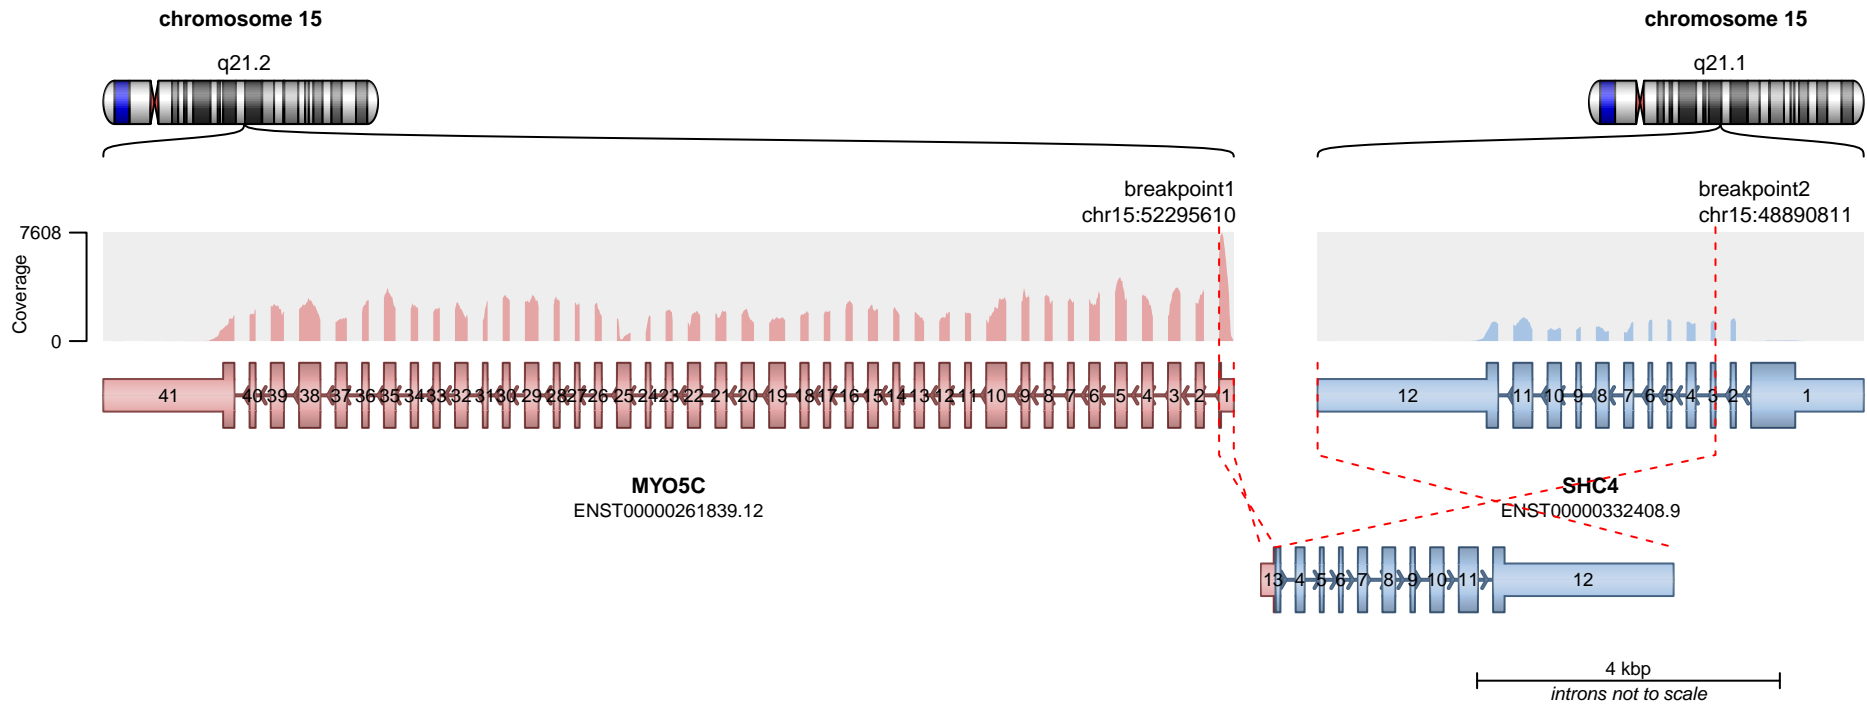 chromosome 15
chromosome 15
q21.2
q21.1
breakpoint1
chr15:52295610
breakpoint2
chr15:48890811
7608
0
Coverage
41 40 39 38 37 36 35 34 33 32 31 30 29 28 27 26 25 24 23 22 21 20 19 18 17 16 15 14 13 12 11 10 9 8 7 6 5 4 3 2 1
12 11 10 9 8 7 6 5 4 3 2 1
MYO5C
ENST00000261839.12
SHC4
ENST00000332408.9
1 3 4 5 6 7 8 9 10 11 12
4 kbp
introns not to scale